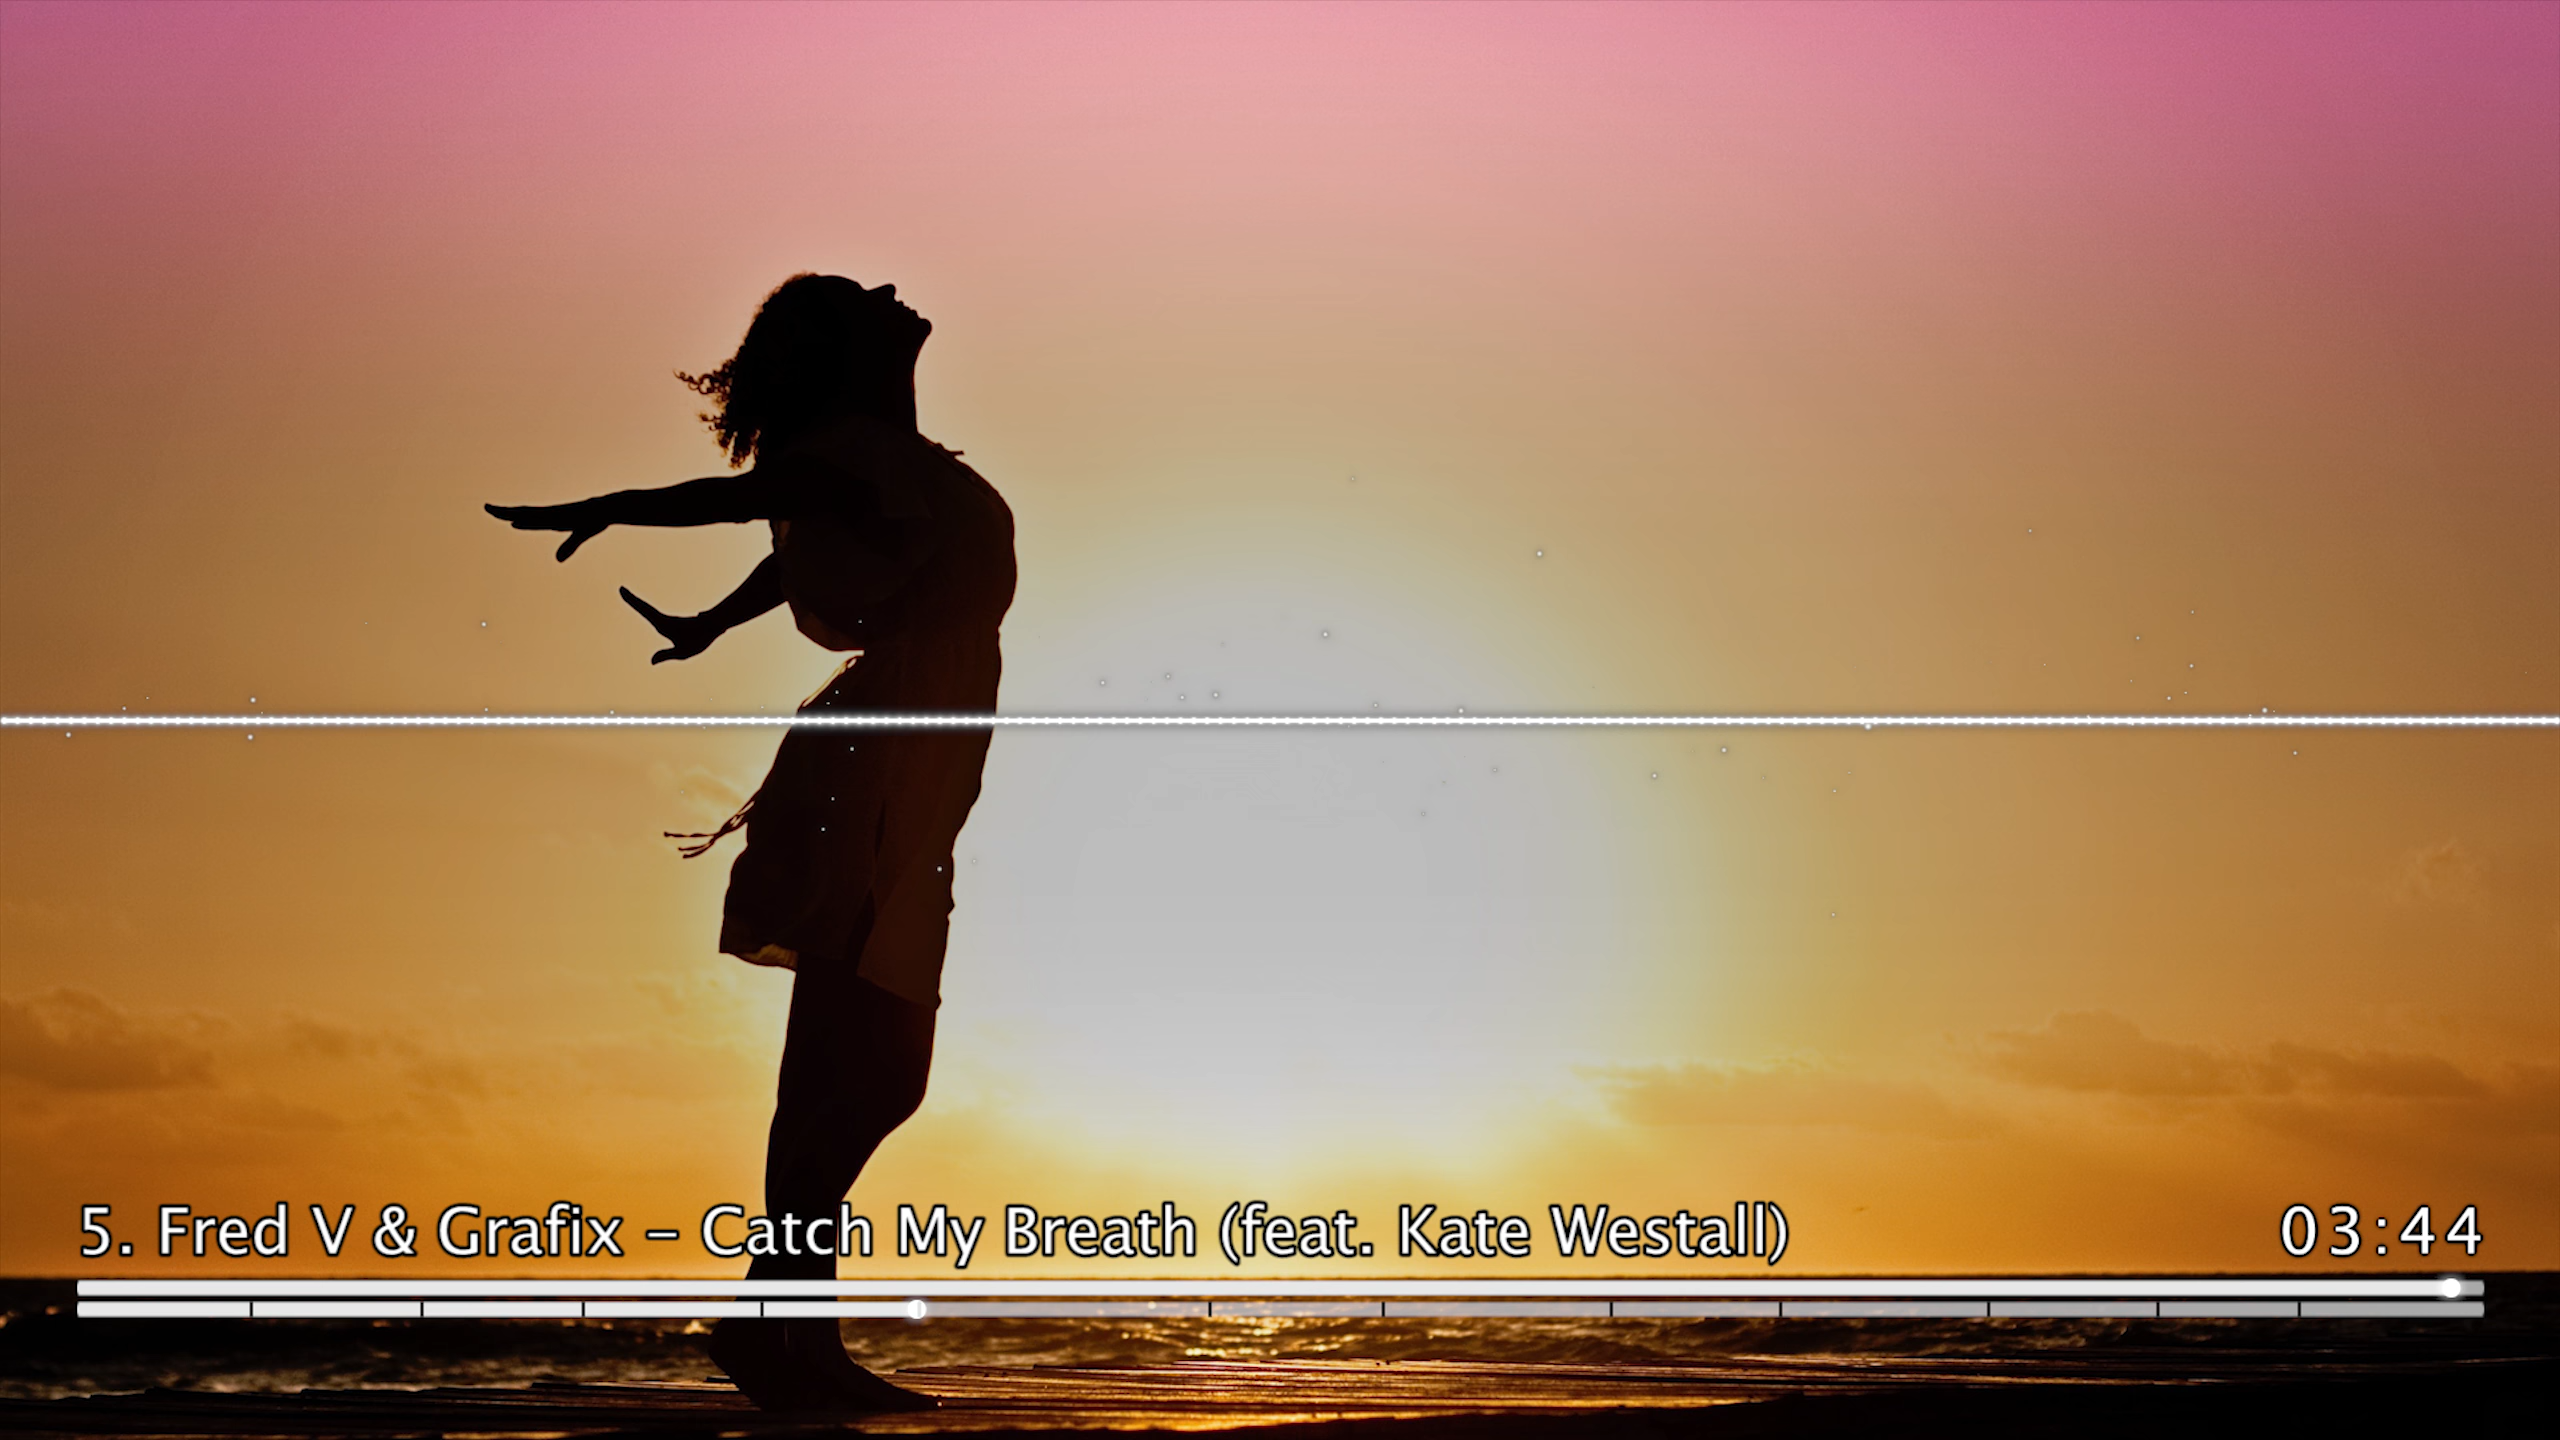 5. Fred V & Grafix – Catch My Breath (feat. Kate Westall) 03:44